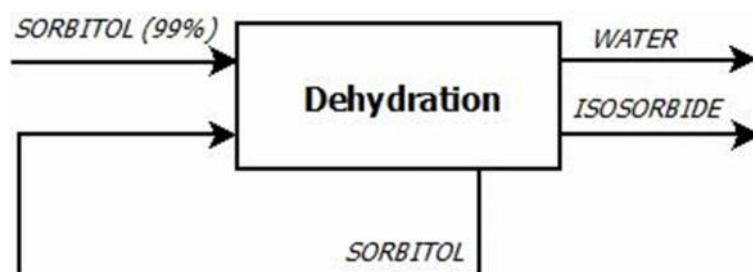 SORBITOL (99%)
WATER
Dehydration
ISOSORBIDE
SORBITOL